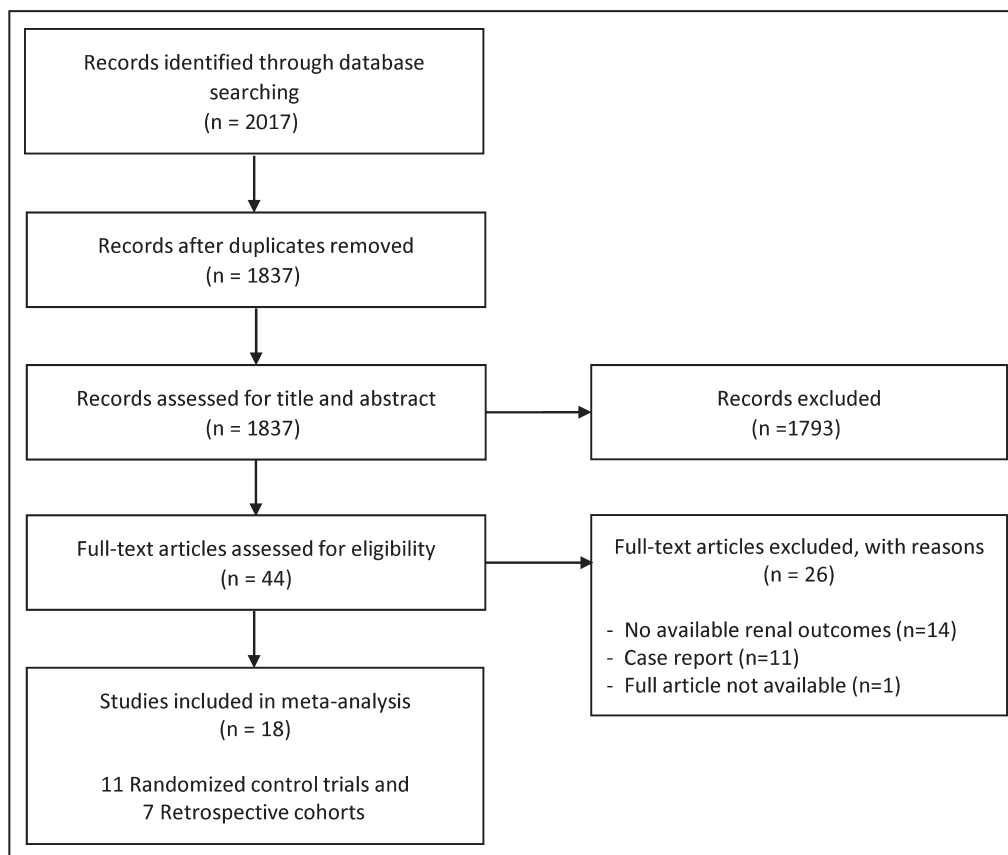 Records identified through database
searching
(n = 2017)
Records after duplicates removed
(n = 1837)
Records assessed for title and abstract
(n = 1837)
Records excluded
(n =1793)
Full-text articles assessed for eligibility
(n = 44)
Full-text articles excluded, with reasons
(n = 26)
- No available renal outcomes (n=14)
- Case report (n=11)
- Full article not available (n=1)
Studies included in meta-analysis
(n = 18)
11 Randomized control trials and
7 Retrospective cohorts